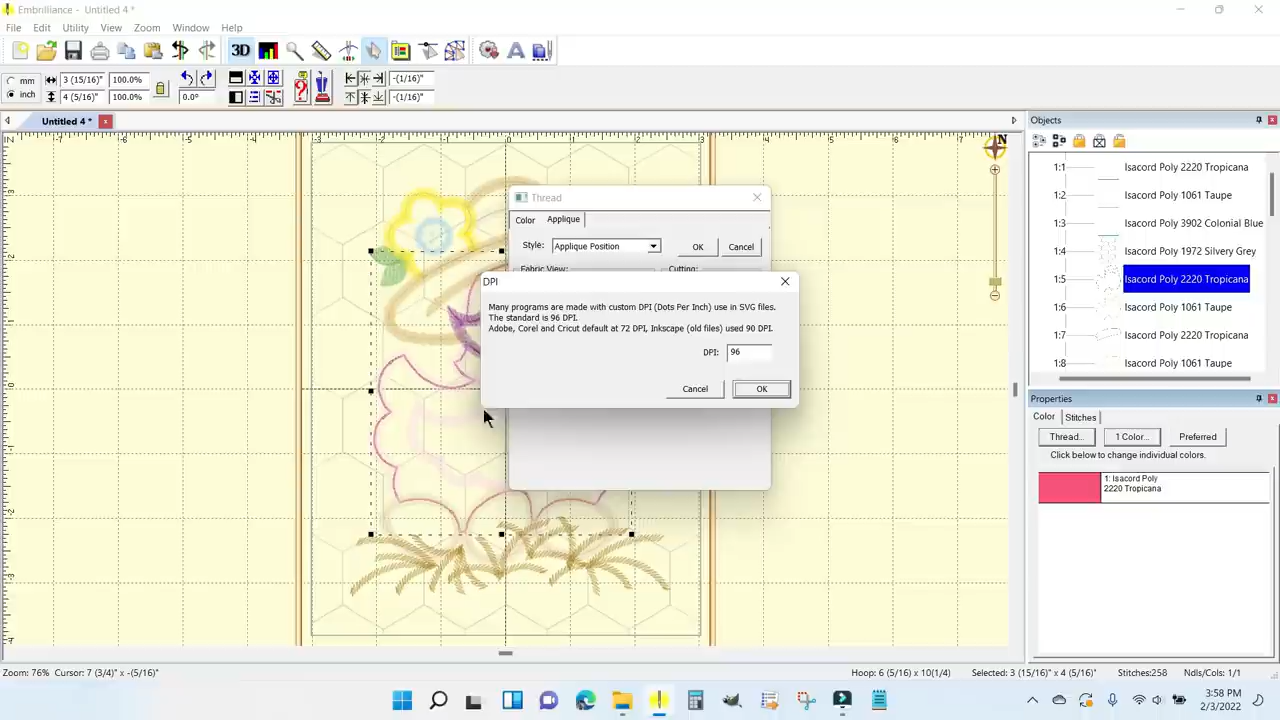 Embrilliance - Untitled 4 *
File Edit Utility View Zoom Window Help
3D
mm 3 (15/16)" 100.0% -(1/16)"
inch 4 (5/16)" 100.0% 0.0° -(1/16)"
Untitled 4 *
Objects
N
1:1 Isacord Poly 2220 Tropicana
1:2 Isacord Poly 1061 Taupe
1:3 Isacord Poly 3902 Colonial Blue
1:4 Isacord Poly 1972 Silvery Grey
1:5 Isacord Poly 2220 Tropicana
1:6 Isacord Poly 1061 Taupe
1:7 Isacord Poly 2220 Tropicana
1:8 Isacord Poly 1061 Taupe
Thread
Color Applique
Style: Applique Position OK Cancel
Fabric View: Cutting:
DPI
Many programs are made with custom DPI (Dots Per Inch) use in SVG files.
The standard is 96 DPI.
Adobe, Corel and Cricut default at 72 DPI, Inkscape (old files) used 90 DPI.
DPI: 96
Cancel OK
Properties
Color Stitches
Thread... 1 Color... Preferred
Click below to change individual colors.
1: Isacord Poly
2220 Tropicana
Zoom: 76% Cursor: 7 (3/4)" x -(5/16)" Hoop: 6 (5/16) x 10(1/4) Selected: 3 (15/16)" x 4 (5/16)" Stitches:258 Ndls/Cols: 1/1
3:58 PM
2/3/2022